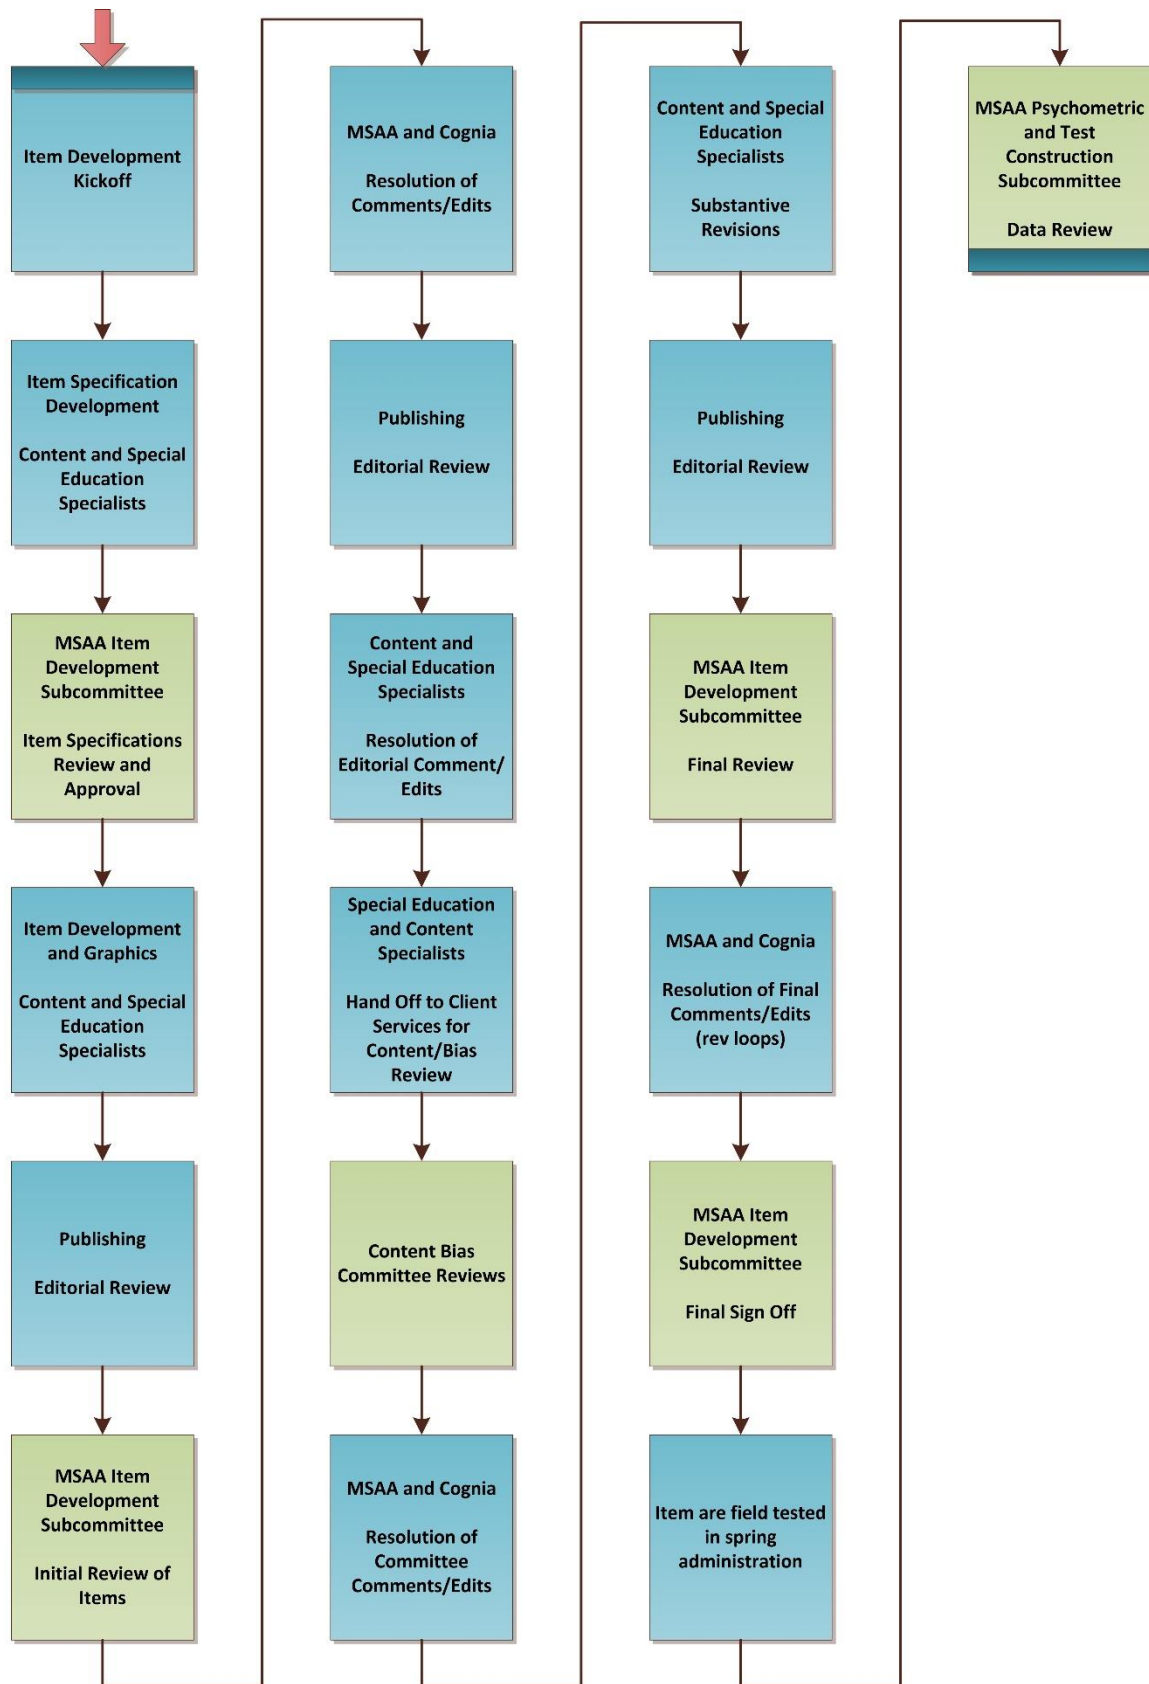 Item Development
Kickoff
Item Specification
Development
Content and Special
Education
Specialists
MSAA Item
Development
Subcommittee
Item Specifications
Review and
Approval
Item Development
and Graphics
Content and Special
Education
Specialists
Publishing
Editorial Review
MSAA Item
Development
Subcommittee
Initial Review of
Items
MSAA and Cognia
Resolution of
Comments/Edits
Publishing
Editorial Review
Content and
Special Education
Specialists
Resolution of
Editorial Comment/
Edits
Special Education
and Content
Specialists
Hand Off to Client
Services for
Content/Bias
Review
Content Bias
Committee Reviews
MSAA and Cognia
Resolution of
Committee
Comments/Edits
Content and Special
Education
Specialists
Substantive
Revisions
Publishing
Editorial Review
MSAA Item
Development
Subcommittee
Final Review
MSAA and Cognia
Resolution of Final
Comments/Edits
(rev loops)
MSAA Item
Development
Subcommittee
Final Sign Off
Item are field tested
in spring
administration
MSAA Psychometric
and Test
Construction
Subcommittee
Data Review